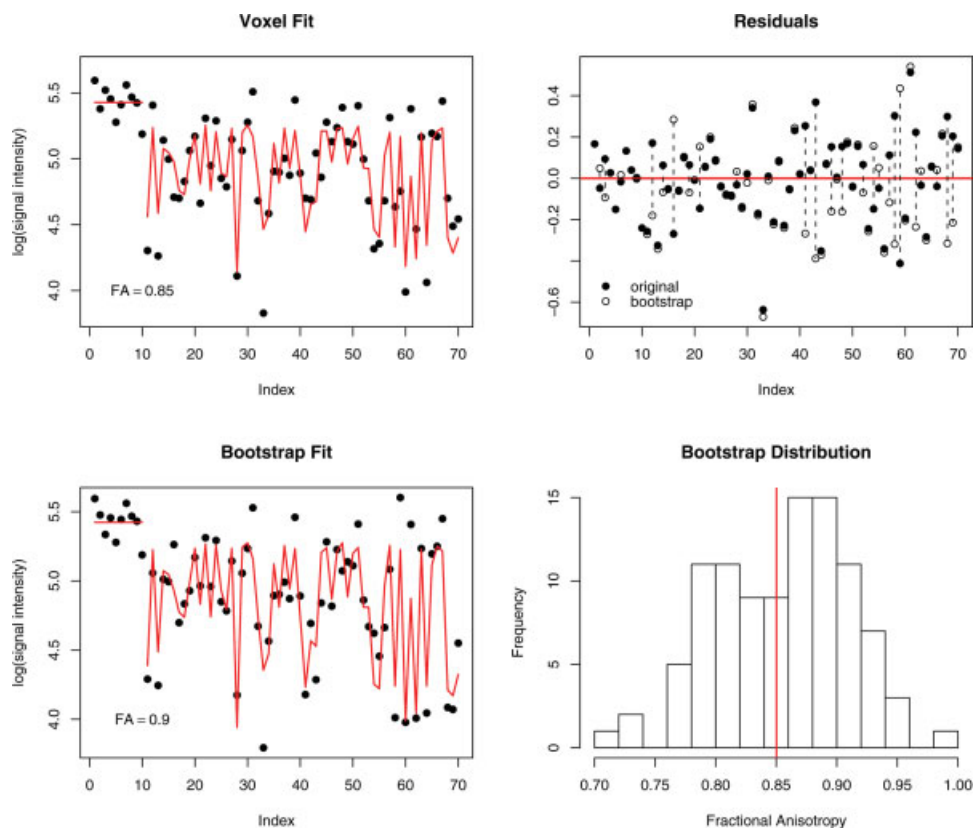 Voxel Fit
log(signal intensity)
5.5
5.0
4.5
4.0
FA = 0.85
0 10 20 30 40 50 60 70
Index
Residuals
0.4
0.2
0.0
−0.2
−0.6
original
bootstrap
0 10 20 30 40 50 60 70
Index
Bootstrap Fit
log(signal intensity)
5.5
5.0
4.5
4.0
FA = 0.9
0 10 20 30 40 50 60 70
Index
Bootstrap Distribution
Frequency
15
10
5
0
0.70 0.75 0.80 0.85 0.90 0.95 1.00
Fractional Anisotropy